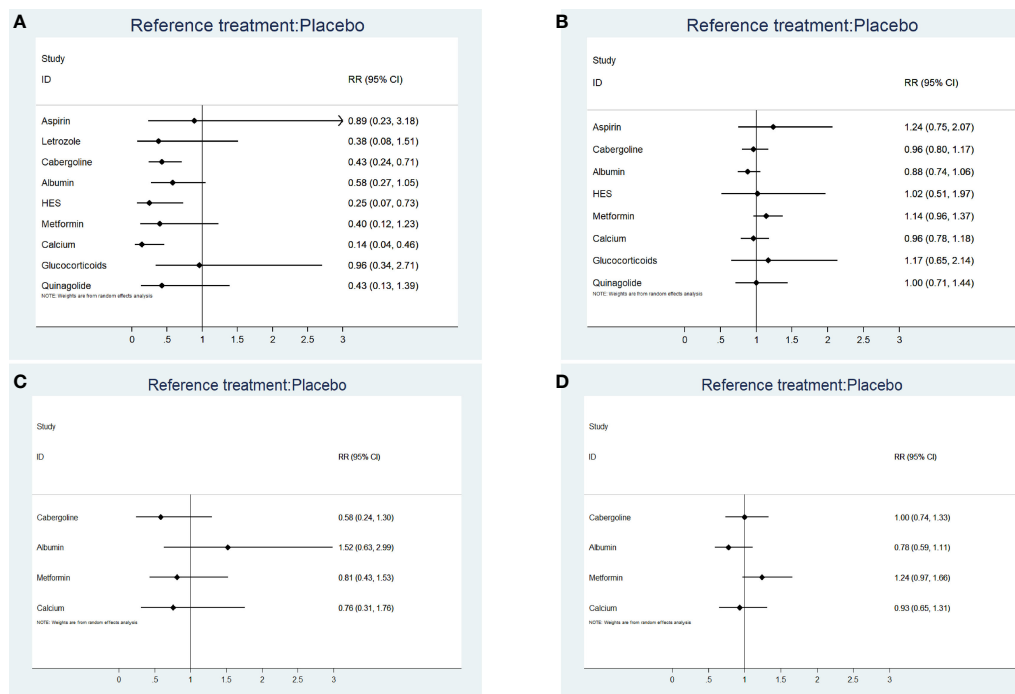 A
Reference treatment:Placebo
Study
ID RR (95% CI)
Aspirin 0.89 (0.23, 3.18)
Letrozole 0.38 (0.08, 1.51)
Cabergoline 0.43 (0.24, 0.71)
Albumin 0.58 (0.27, 1.05)
HES 0.25 (0.07, 0.73)
Metformin 0.40 (0.12, 1.23)
Calcium 0.14 (0.04, 0.46)
Glucocorticoids 0.96 (0.34, 2.71)
Quinagolide 0.43 (0.13, 1.39)
NOTE: Weights are from random effects analysis
0 .5 1 1.5 2 2.5 3
B
Reference treatment:Placebo
Study
ID RR (95% CI)
Aspirin 1.24 (0.75, 2.07)
Cabergoline 0.96 (0.80, 1.17)
Albumin 0.88 (0.74, 1.06)
HES 1.02 (0.51, 1.97)
Metformin 1.14 (0.96, 1.37)
Calcium 0.96 (0.78, 1.18)
Glucocorticoids 1.17 (0.65, 2.14)
Quinagolide 1.00 (0.71, 1.44)
NOTE: Weights are from random effects analysis
0 .5 1 1.5 2 2.5 3
C
Reference treatment:Placebo
Study
ID RR (95% CI)
Cabergoline 0.58 (0.24, 1.30)
Albumin 1.52 (0.63, 2.99)
Metformin 0.81 (0.43, 1.53)
Calcium 0.76 (0.31, 1.76)
NOTE: Weights are from random effects analysis
0 .5 1 1.5 2 2.5 3
D
Reference treatment:Placebo
Study
ID RR (95% CI)
Cabergoline 1.00 (0.74, 1.33)
Albumin 0.78 (0.59, 1.11)
Metformin 1.24 (0.97, 1.66)
Calcium 0.93 (0.65, 1.31)
NOTE: Weights are from random effects analysis
0 .5 1 1.5 2 2.5 3